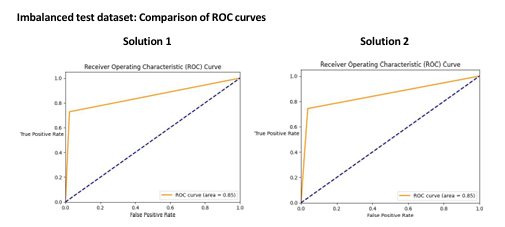 Imbalanced test dataset: Comparison of ROC curves
Solution 1
Solution 2
Receiver Operating Characteristic (ROC) Curve
1.0
0.8
0.6
True Positive Rate
0.4
0.2
0.0
0.0 0.2 0.4 0.6 0.8 1.0
False Positive Rate
ROC curve (area = 0.85)
Receiver Operating Characteristic (ROC) Curve
1.0
0.8
0.6
True Positive Rate
0.4
0.2
0.0
0.0 0.2 0.4 0.6 0.8 1.0
False Positive Rate
ROC curve (area = 0.85)